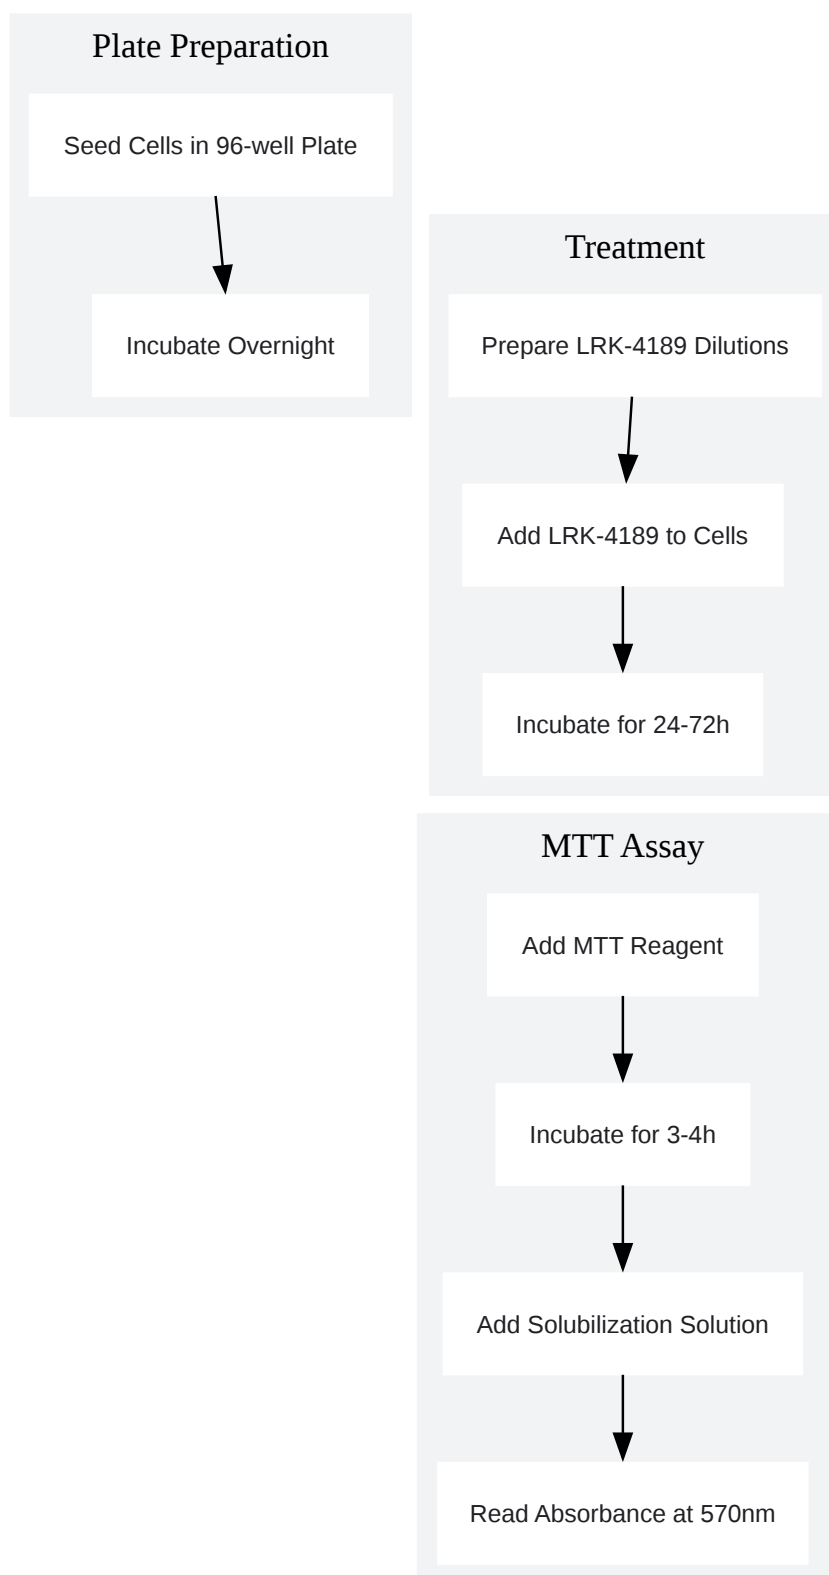 Plate Preparation
Seed Cells in 96-well Plate
Incubate Overnight
Treatment
Prepare LRK-4189 Dilutions
Add LRK-4189 to Cells
Incubate for 24-72h
MTT Assay
Add MTT Reagent
Incubate for 3-4h
Add Solubilization Solution
Read Absorbance at 570nm